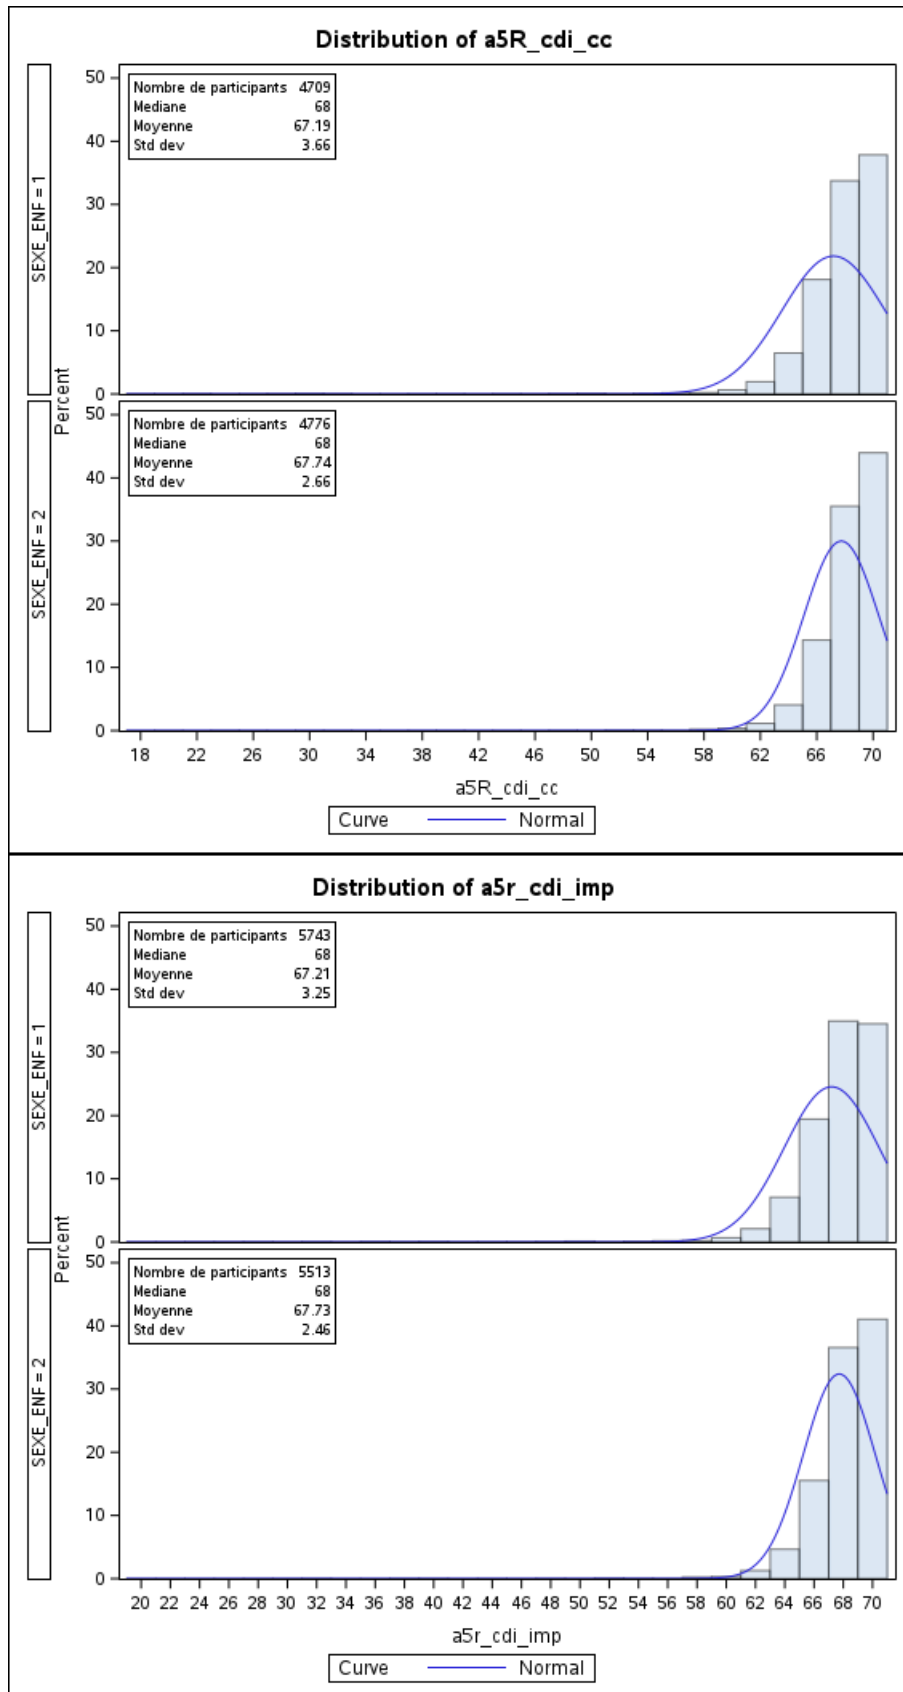 Distribution of a5R_cdi_cc
SEXE_ENF = 1
Nombre de participants 4709
Mediane 68
Moyenne 67.19
Std dev 3.66
50
40
30
20
10
0
Percent
SEXE_ENF = 2
Nombre de participants 4776
Mediane 68
Moyenne 67.74
Std dev 2.66
50
40
30
20
10
0
18 22 26 30 34 38 42 46 50 54 58 62 66 70
a5R_cdi_cc
Curve Normal
Distribution of a5r_cdi_imp
SEXE_ENF = 1
Nombre de participants 5743
Mediane 68
Moyenne 67.21
Std dev 3.25
50
40
30
20
10
0
Percent
SEXE_ENF = 2
Nombre de participants 5513
Mediane 68
Moyenne 67.73
Std dev 2.46
50
40
30
20
10
0
20 22 24 26 28 30 32 34 36 38 40 42 44 46 48 50 52 54 56 58 60 62 64 66 68 70
a5r_cdi_imp
Curve Normal